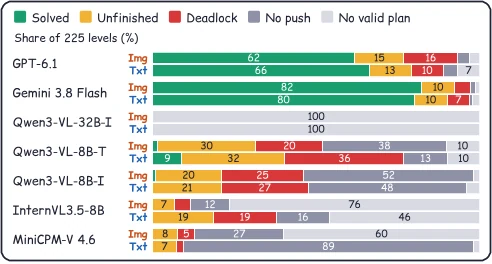 Solved Unfinished Deadlock No push No valid plan
Share of 225 levels (%)
GPT-6.1
Img 62 15 16
Txt 66 13 10 7
Gemini 3.8 Flash
Img 82 10
Txt 80 10 7
Qwen3-VL-32B-I
Img 100
Txt 100
Qwen3-VL-8B-T
Img 30 20 38 10
Txt 9 32 36 13 10
Qwen3-VL-8B-I
Img 20 25 52
Txt 21 27 48
InternVL3.5-8B
Img 7 12 76
Txt 19 19 16 46
MiniCPM-V 4.6
Img 8 5 27 60
Txt 7 89